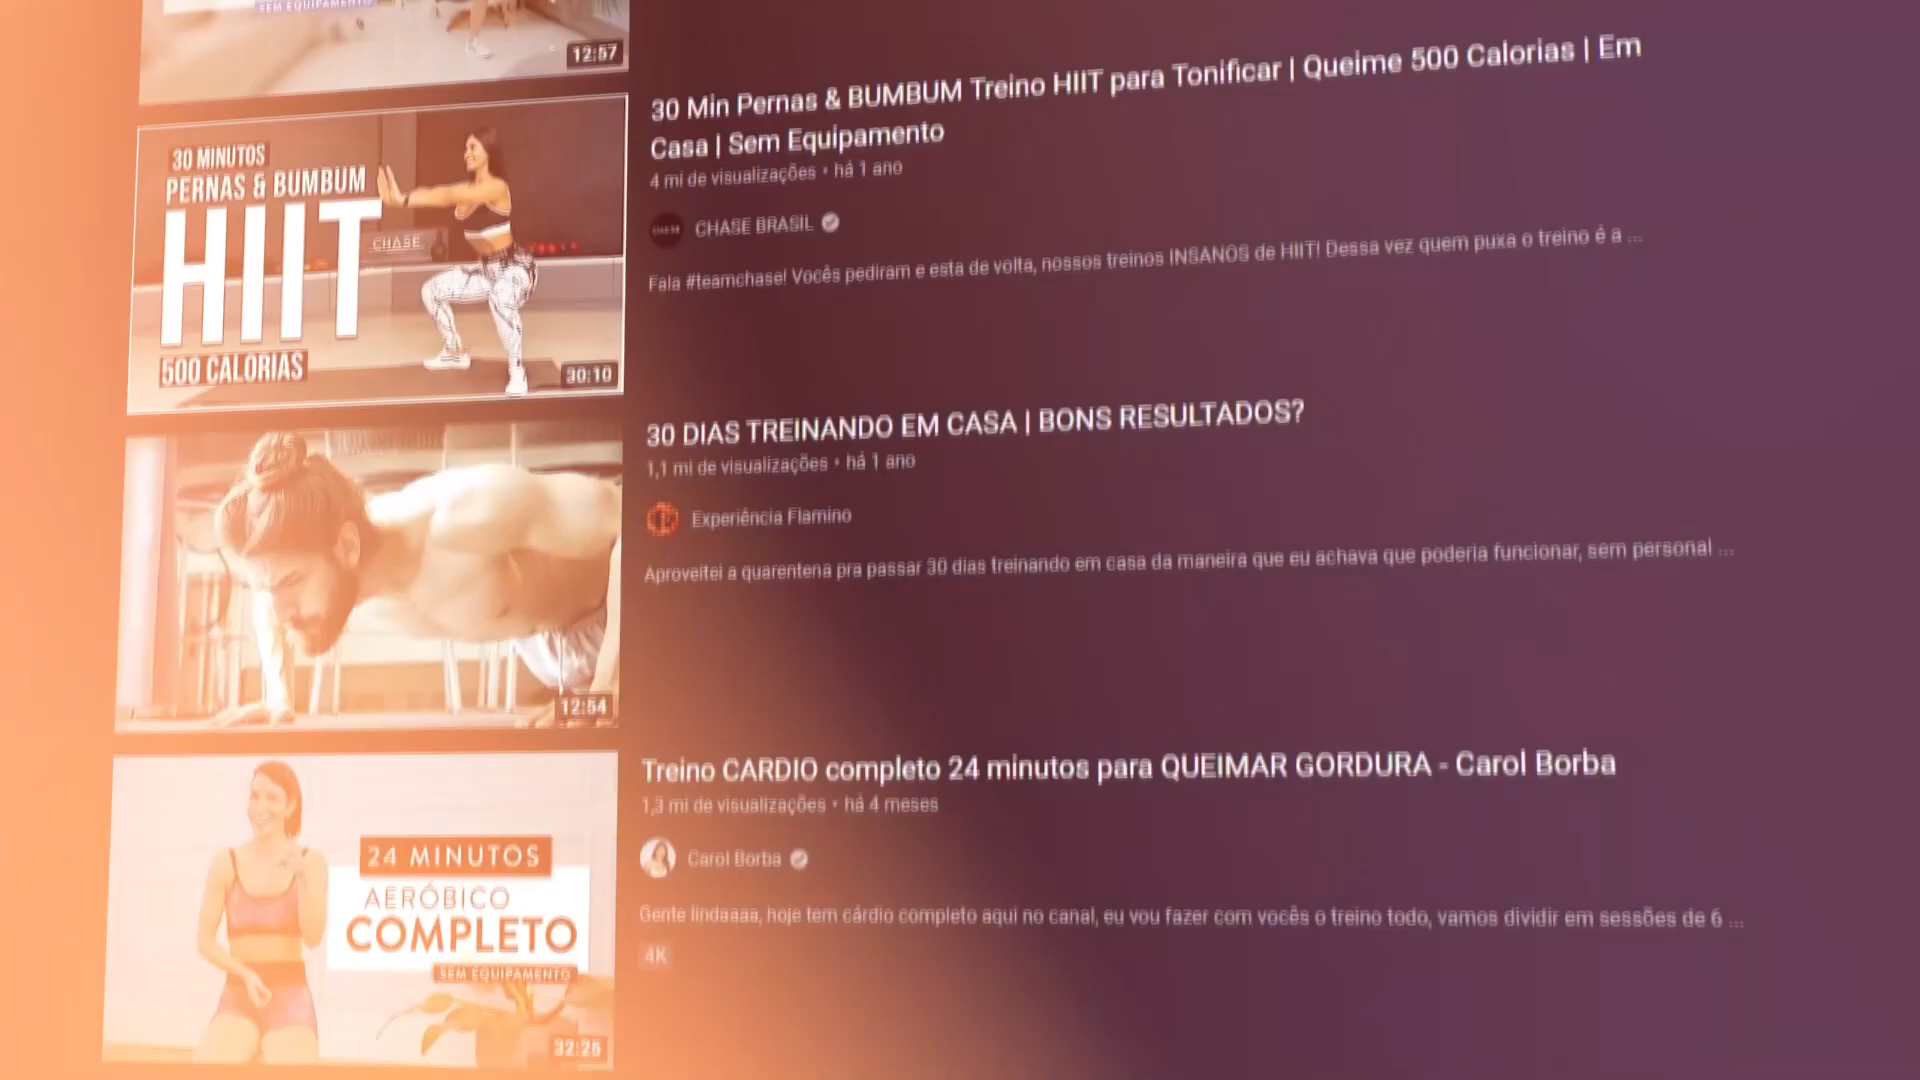 SEM EQUIPAMENTO
12:57
30 MINUTOS
PERNAS & BUMBUM
HIIT
CHASE
500 CALORIAS
30:10
30 Min Pernas & BUMBUM Treino HIIT para Tonificar | Queime 500 Calorias | Em
Casa | Sem Equipamento
4 mi de visualizações • há 1 ano
CHASE
CHASE BRASIL
Fala #teamchase! Vocês pediram e esta de volta, nossos treinos INSANOS de HIIT! Dessa vez quem puxa o treino é a ...
12:54
30 DIAS TREINANDO EM CASA | BONS RESULTADOS?
1,1 mi de visualizações • há 1 ano
Experiência Flamino
Aproveitei a quarentena pra passar 30 dias treinando em casa da maneira que eu achava que poderia funcionar, sem personal ...
24 MINUTOS
AERÓBICO
COMPLETO
SEM EQUIPAMENTO
32:25
Treino CARDIO completo 24 minutos para QUEIMAR GORDURA - Carol Borba
1,3 mi de visualizações • há 4 meses
Carol Borba
Gente lindaaaa, hoje tem cárdio completo aqui no canal, eu vou fazer com vocês o treino todo, vamos dividir em sessões de 6 ...
4K